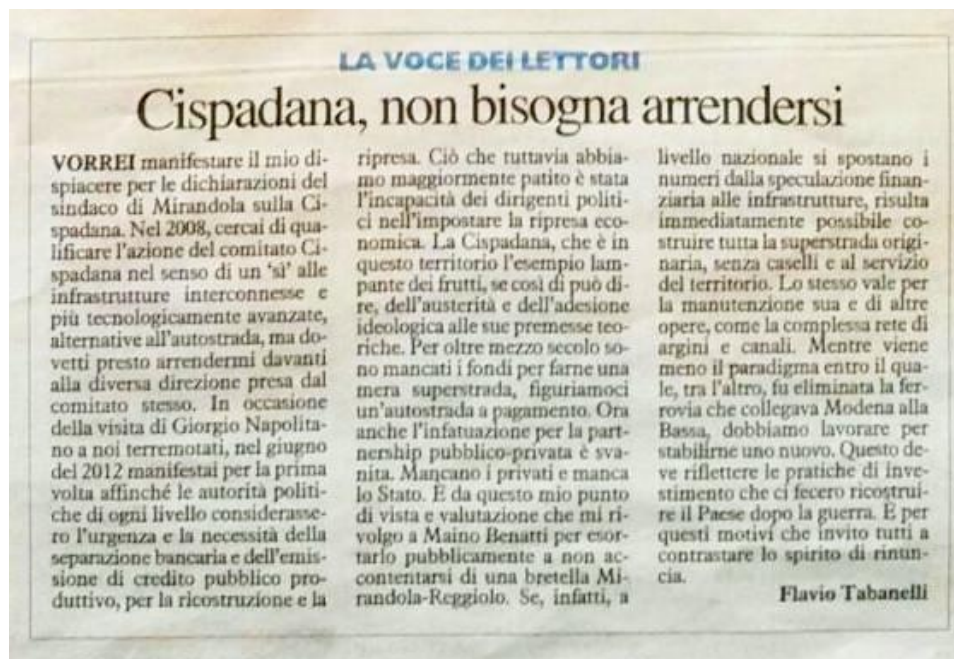 LA VOCE DEI LETTORI
Cispadana, non bisogna arrendersi
VORREI manifestare il mio di-
spiacere per le dichiarazioni del
sindaco di Mirandola sulla Ci-
spadana. Nel 2008, cercai di qua-
lificare l'azione del comitato Ci-
spadana nel senso di un 'sì' alle
infrastrutture interconnesse e
più tecnologicamente avanzate,
alternative all'autostrada, ma do-
vetti presto arrendermi davanti
alla diversa direzione presa dal
comitato stesso. In occasione
della visita di Giorgio Napolita-
no a noi terremotati, nel giugno
del 2012 manifestai per la prima
volta affinché le autorità politi-
che di ogni livello considerasse-
ro l'urgenza e la necessità della
separazione bancaria e dell'emis-
sione di credito pubblico pro-
duttivo, per la ricostruzione e la
ripresa. Ciò che tuttavia abbia-
mo maggiormente patito è stata
l'incapacità dei dirigenti politi-
ci nell'impostare la ripresa eco-
nomica. La Cispadana, che è in
questo territorio l'esempio lam-
pante dei frutti, se così di può di-
re, dell'austerità e dell'adesione
ideologica alle sue premesse teo-
riche. Per oltre mezzo secolo so-
no mancati i fondi per farne una
mera superstrada, figuriamoci
un'autostrada a pagamento. Ora
anche l'infatuazione per la part-
nership pubblico-privata è sva-
nita. Mancano i privati e manca
lo Stato. È da questo mio punto
di vista e valutazione che mi ri-
volgo a Maino Benatti per esor-
tarlo pubblicamente a non ac-
contentarsi di una bretella Mi-
randola-Reggiolo. Se, infatti, a
livello nazionale si spostano i
numeri dalla speculazione finan-
ziaria alle infrastrutture, risulta
immediatamente possibile co-
struire tutta la superstrada origi-
naria, senza caselli e al servizio
del territorio. Lo stesso vale per
la manutenzione sua e di altre
opere, come la complessa rete di
argini e canali. Mentre viene
meno il paradigma entro il qua-
le, tra l'altro, fu eliminata la fer-
rovia che collegava Modena alla
Bassa, dobbiamo lavorare per
stabilirne uno nuovo. Questo de-
ve riflettere le pratiche di inve-
stimento che ci fecero ricostrui-
re il Paese dopo la guerra. È per
questi motivi che invito tutti a
contrastare lo spirito di rinun-
cia.
Flavio Tabanelli